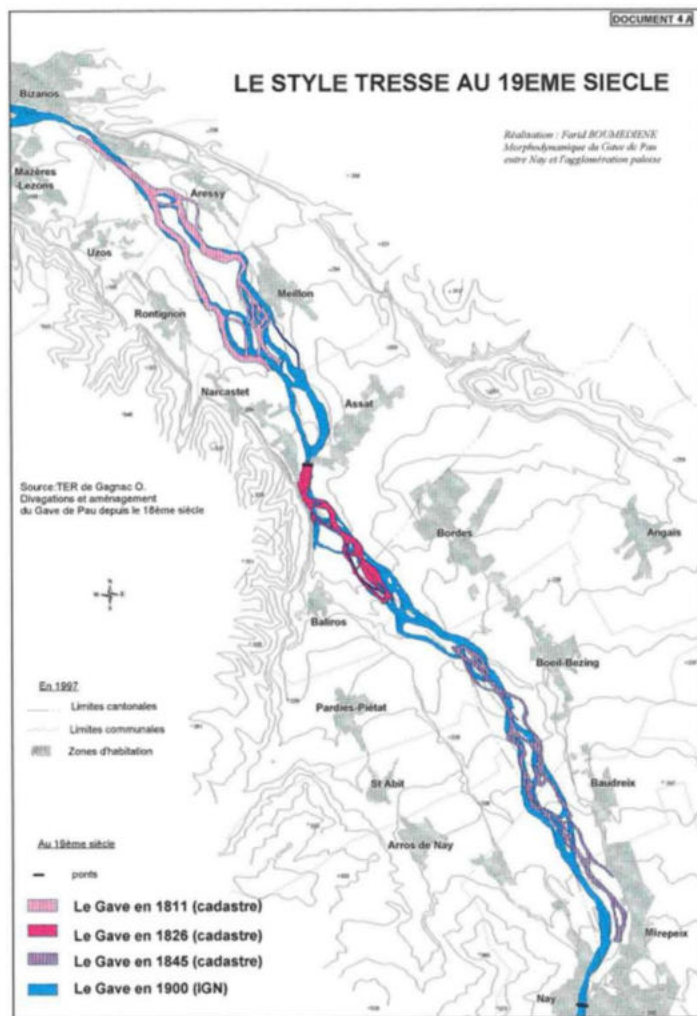 DOCUMENT 4 A
LE STYLE TRESSE AU 19EME SIECLE
Réalisation : Farid BOUMEDIENE
Morphodynamique du Gave de Pau
entre Nay et l'agglomération paloise
Bizanos
Mazères
-Lezons
Aressy
Uzos
Meillon
Rontignon
Narcastet
Assat
Source:TER de Gagnac O.
Divagations et aménagement
du Gave de Pau depuis le 18ème siècle
Bordes
Angaïs
N
W
E
S
Baliros
Boeil-Bezing
En 1997
Limites cantonales
Limites communales
Zones d'habitation
Pardies-Piétat
St Abit
Baudreix
Arros de Nay
Au 19ème siècle
ponts
Le Gave en 1811 (cadastre)
Le Gave en 1826 (cadastre)
Le Gave en 1845 (cadastre)
Le Gave en 1900 (IGN)
Mirepeix
Nay